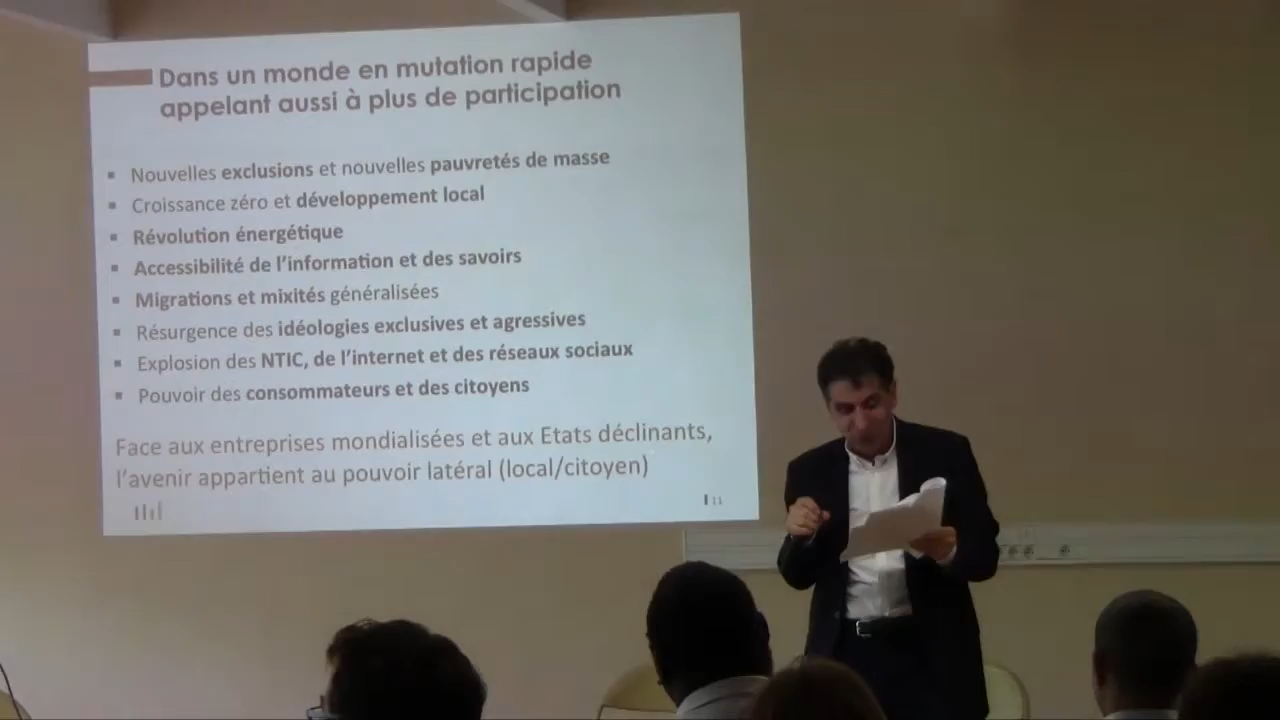 Dans un monde en mutation rapide
appelant aussi à plus de participation
Nouvelles exclusions et nouvelles pauvretés de masse
Croissance zéro et développement local
Révolution énergétique
Accessibilité de l'information et des savoirs
Migrations et mixités généralisées
Résurgence des idéologies exclusives et agressives
Explosion des NTIC, de l'internet et des réseaux sociaux
Pouvoir des consommateurs et des citoyens
Face aux entreprises mondialisées et aux Etats déclinants,
l'avenir appartient au pouvoir latéral (local/citoyen)
11